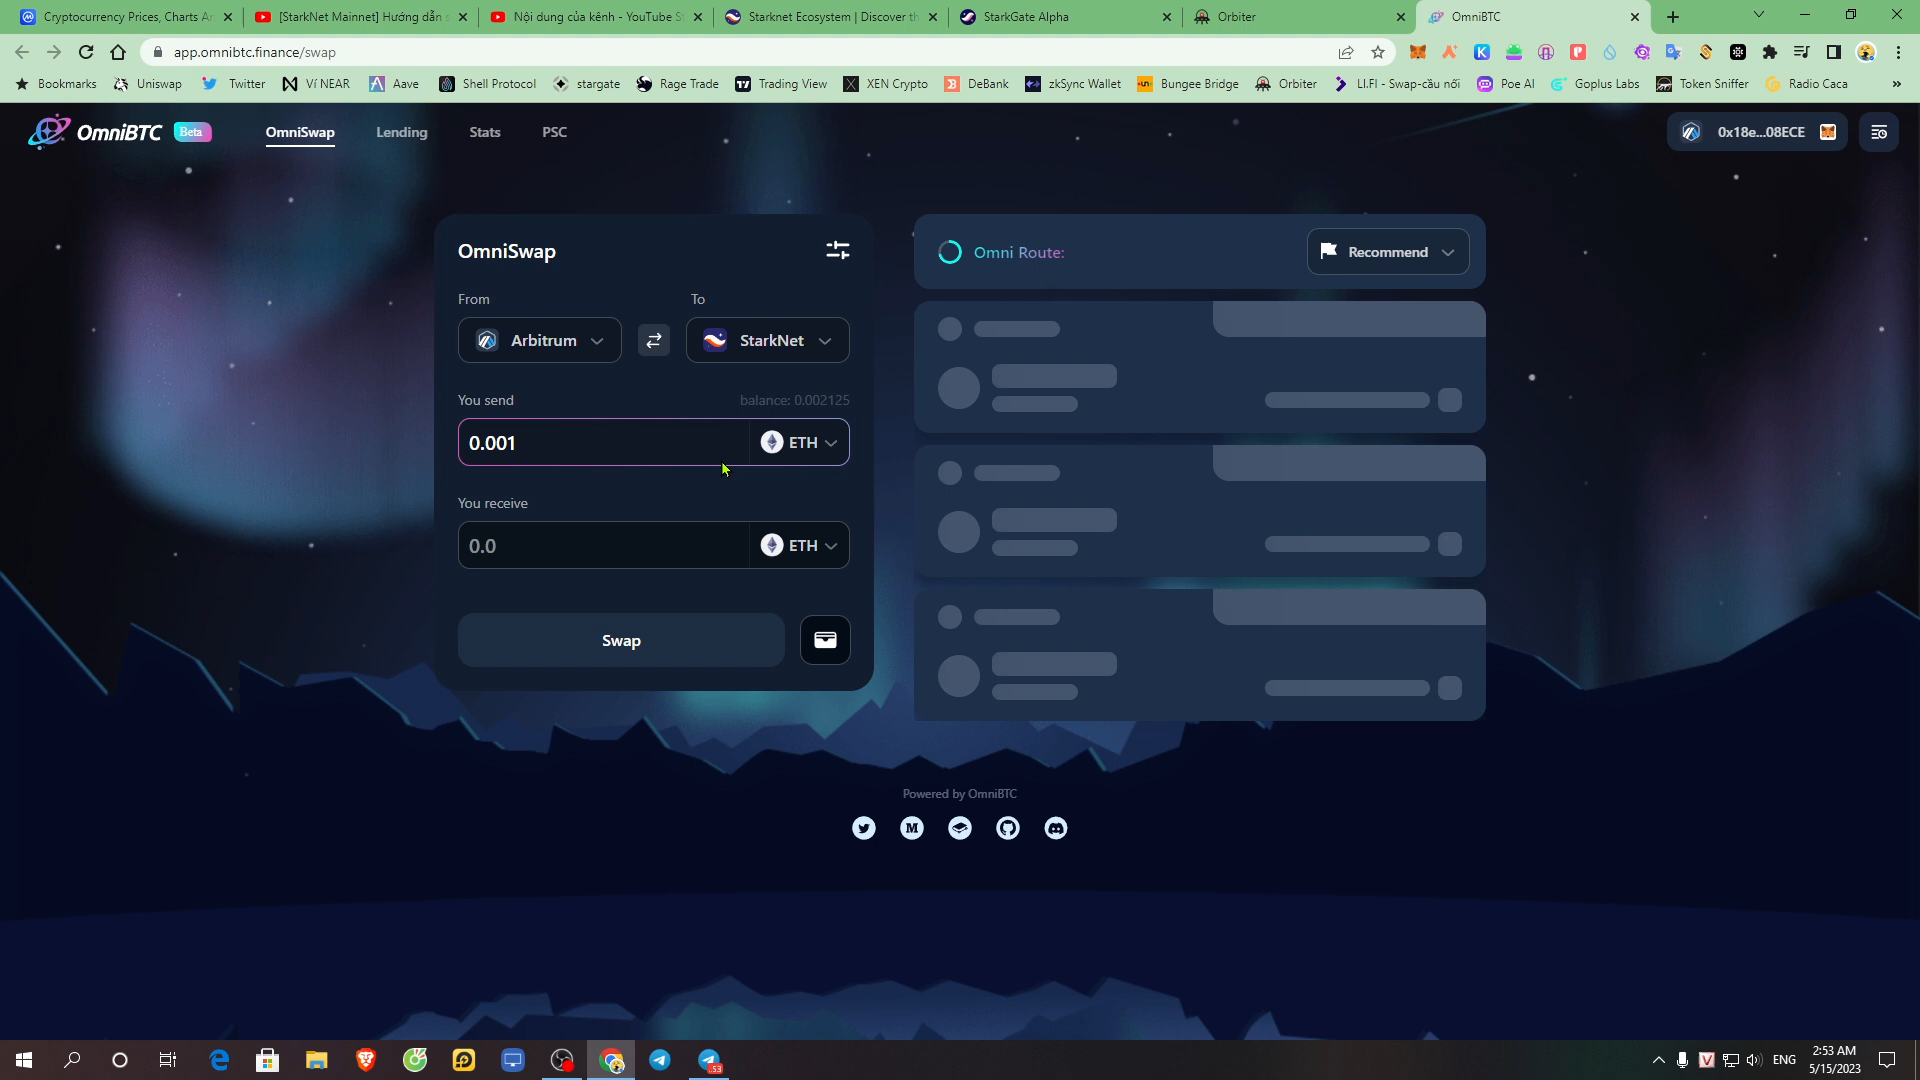 Cryptocurrency Prices, Charts Ar
[StarkNet Mainnet] Hướng dẫn s
Nội dung của kênh - YouTube S
Starknet Ecosystem | Discover th
StarkGate Alpha
Orbiter
OmniBTC
app.omnibtc.finance/swap
Bookmarks
Uniswap
Twitter
Ví NEAR
Aave
Shell Protocol
stargate
Rage Trade
Trading View
XEN Crypto
DeBank
zkSync Wallet
Bungee Bridge
Orbiter
LI.FI - Swap-cầu nối
Poe AI
Goplus Labs
Token Sniffer
Radio Caca
»
OmniBTC Beta
OmniSwap
Lending
Stats
PSC
0x18e...08ECE
OmniSwap
From
To
Arbitrum
StarkNet
You send
balance: 0.002125
0.001
ETH
You receive
0.0
ETH
Swap
Omni Route:
Recommend
Powered by OmniBTC
53
ENG
2:53 AM
5/15/2023